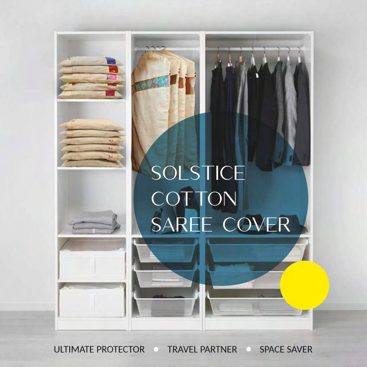 SOLSTICE
COTTON
SAREE COVER
ULTIMATE PROTECTOR • TRAVEL PARTNER • SPACE SAVER